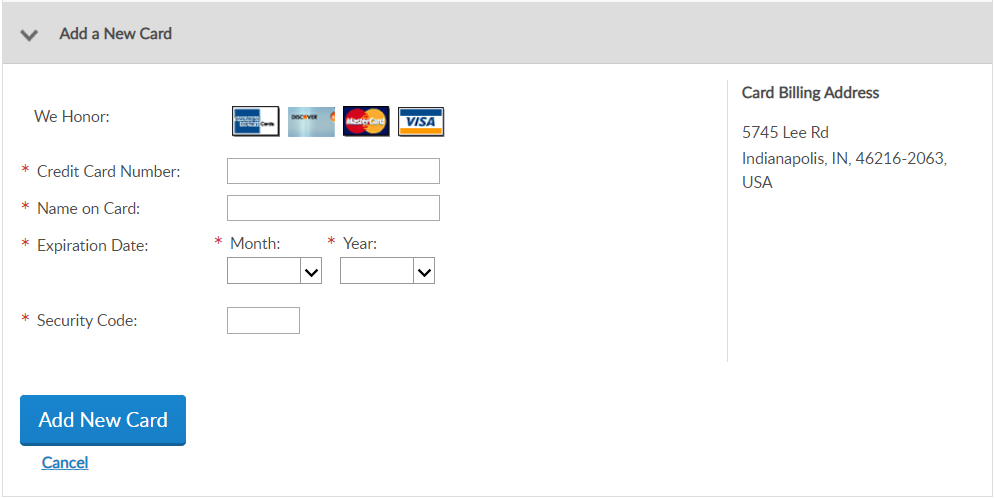 Add a New Card
We Honor:
DISCOVER
MasterCard
VISA
* Credit Card Number:
* Name on Card:
* Expiration Date:
* Month:
* Year:
* Security Code:
Add New Card
Cancel
Card Billing Address
5745 Lee Rd
Indianapolis, IN, 46216-2063,
USA